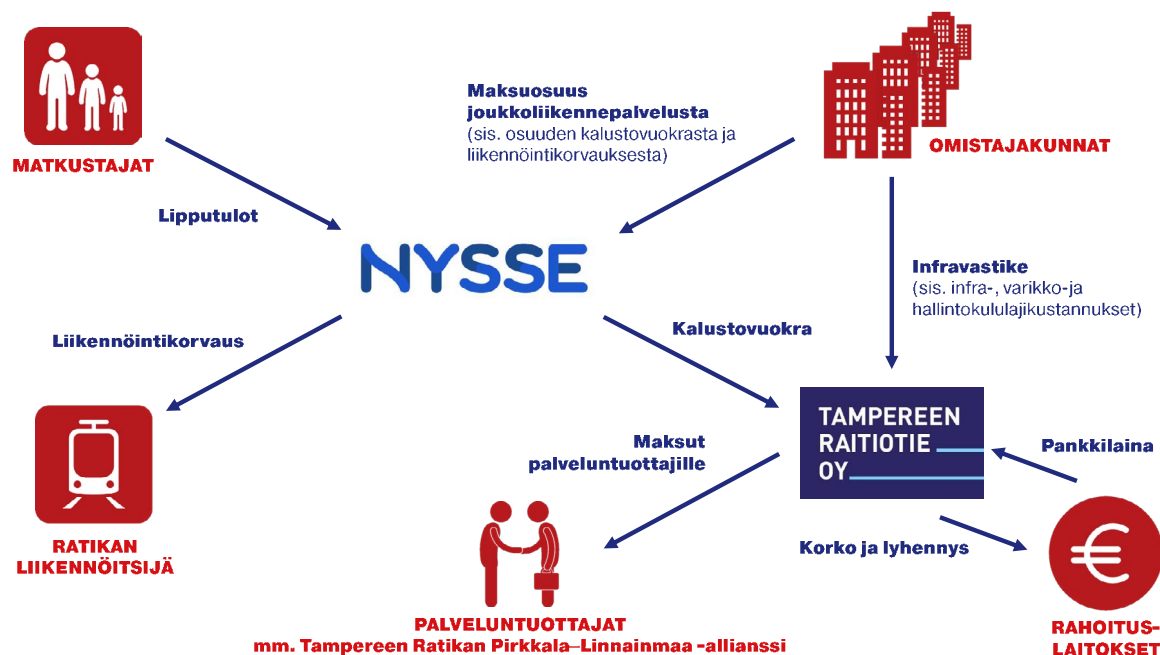 MATKUSTAJAT
Maksuosuus
joukkoliikennepalvelusta
(sis. osuuden kalustovuokrasta ja
liikennöintikorvauksesta)
OMISTAJAKUNNAT
Lipputulot
NYSSE
Infravastike
(sis. infra-, varikko-ja
hallintokululajikustannukset)
Liikennöintikorvaus
Kalustovuokra
TAMPEREEN
RAITIOTIE
OY
Maksut
palveluntuottajille
Pankkilaina
RATIKAN
LIIKENNÖITSIJÄ
Korko ja lyhennys
€
PALVELUNTUOTTAJAT
mm. Tampereen Ratikan Pirkkala–Linnainmaa -allianssi
RAHOITUS-
LAITOKSET